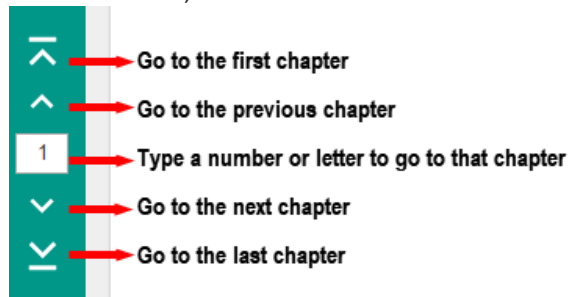 Go to the first chapter
Go to the previous chapter
1
Type a number or letter to go to that chapter
Go to the next chapter
Go to the last chapter